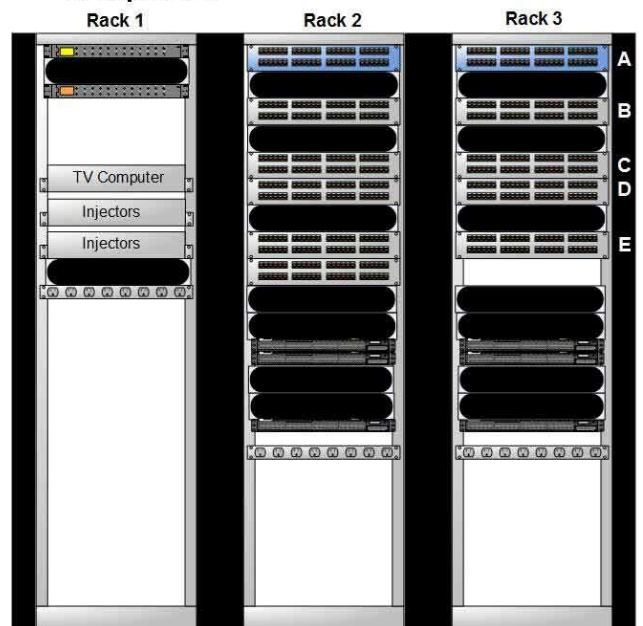 Rack 1
Rack 2
Rack 3
A
B
TV Computer
C
D
Injectors
Injectors
E